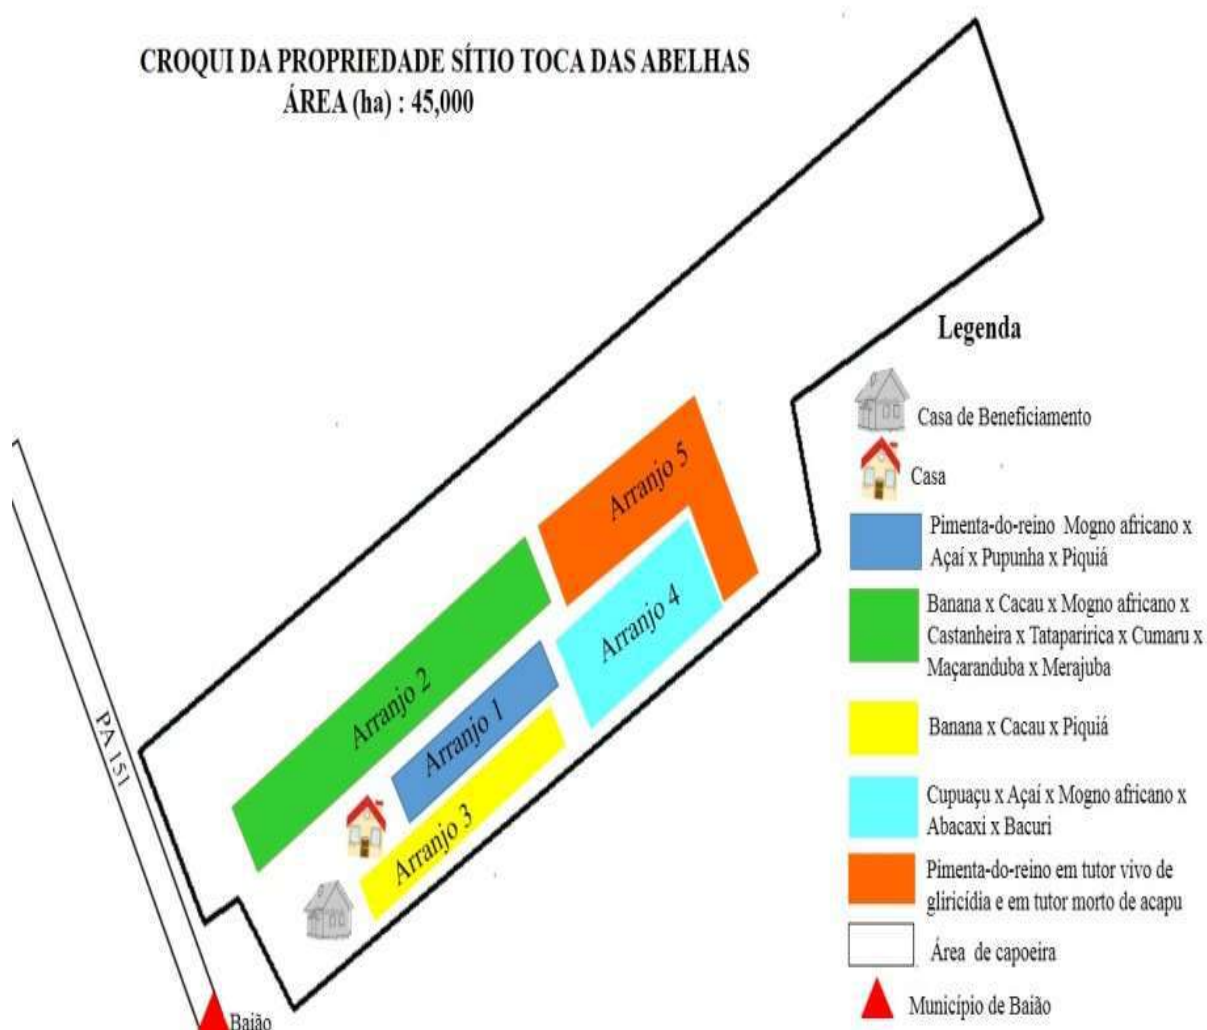 CROQUI DA PROPRIEDADE SÍTIO TOCA DAS ABELHAS
ÁREA (ha) : 45,000
Arranjo 5
Arranjo 4
Arranjo 2
Arranjo 1
Arranjo 3
PA 151
Baião
Legenda
Casa de Beneficiamento
Casa
Pimenta-do-reino Mogno africano x
Açaí x Pupunha x Piquiá
Banana x Cacau x Mogno africano x
Castanheira x Tataparirica x Cumaru x
Maçaranduba x Merajuba
Banana x Cacau x Piquiá
Cupuaçu x Açaí x Mogno africano x
Abacaxi x Bacuri
Pimenta-do-reino em tutor vivo de
gliricídia e em tutor morto de acapu
Área de capoeira
Município de Baião